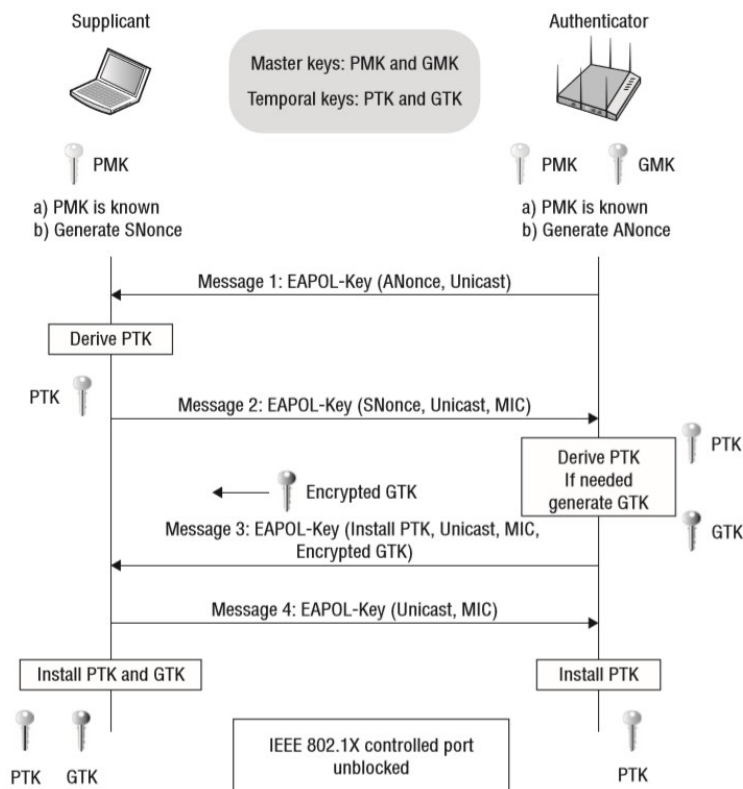 Supplicant
Authenticator
Master keys: PMK and GMK
Temporal keys: PTK and GTK
PMK
PMK
GMK
a) PMK is known
b) Generate SNonce
a) PMK is known
b) Generate ANonce
Message 1: EAPOL-Key (ANonce, Unicast)
Derive PTK
PTK
Message 2: EAPOL-Key (SNonce, Unicast, MIC)
Derive PTK
If needed
generate GTK
PTK
Encrypted GTK
GTK
Message 3: EAPOL-Key (Install PTK, Unicast, MIC,
Encrypted GTK)
Message 4: EAPOL-Key (Unicast, MIC)
Install PTK and GTK
Install PTK
IEEE 802.1X controlled port
unblocked
PTK
GTK
PTK